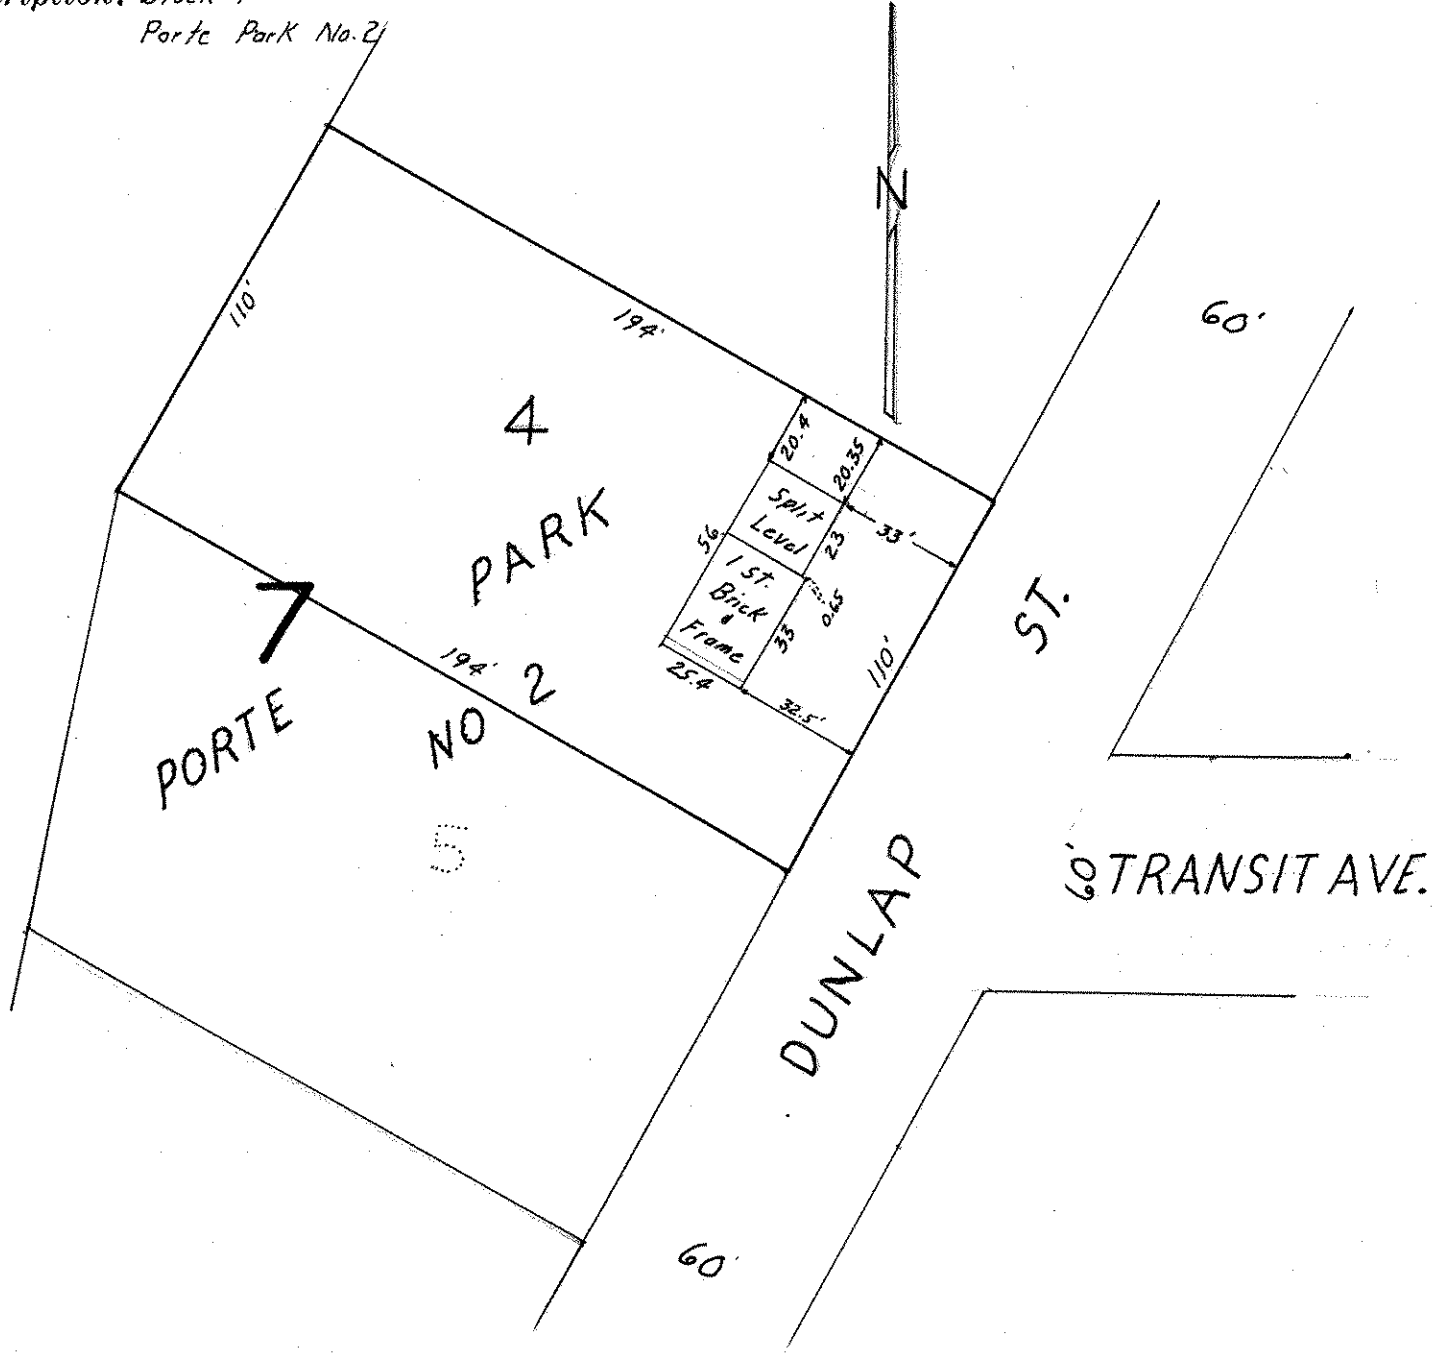 Porte Park No. 2
N
60'
110'
194'
4
20.4
20.35
PARK
Split
Level
33'
56
23
1 St.
Brick
&
Frame
0.65
33
ST.
7
194'
25.4
110'
32.5'
PORTE
NO 2
5
DUNLAP
60'
TRANSIT AVE.
60'